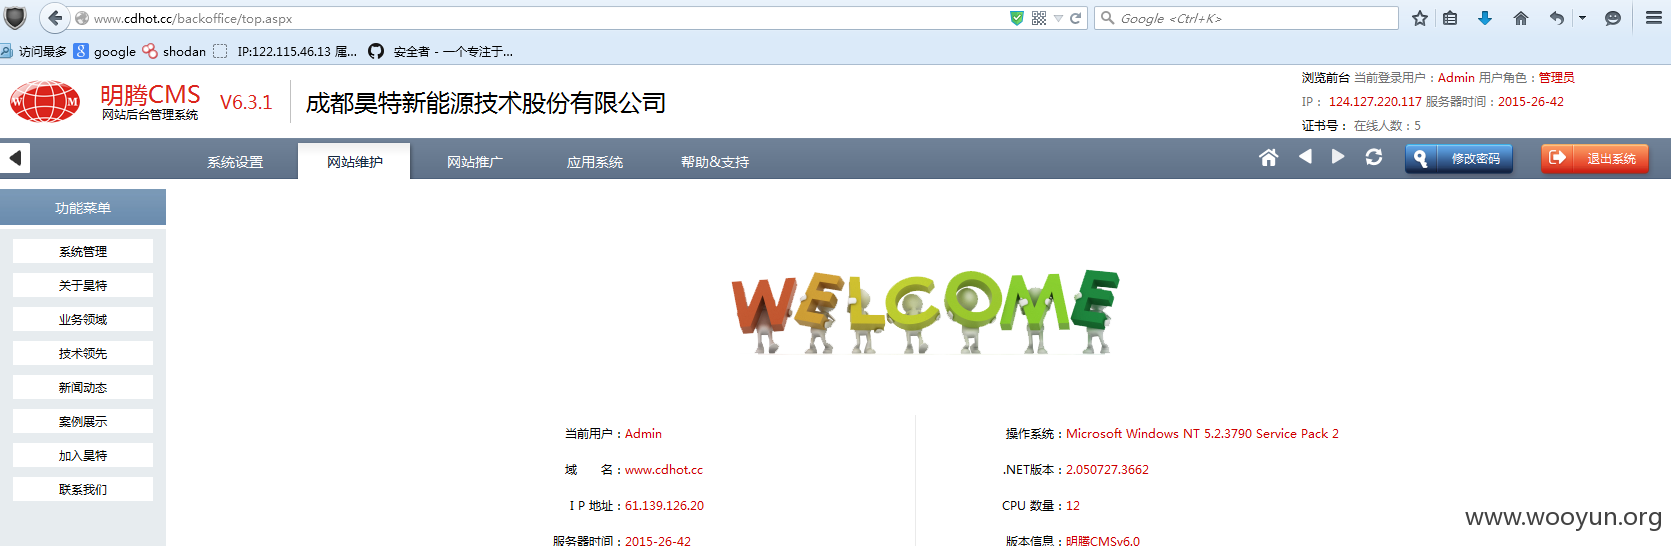 www.cdhot.cc/backoffice/top.aspx
Google <Ctrl+K>
访问最多 google shodan IP:122.115.46.13 属... 安全者 - 一个专注于...
明腾CMS
网站后台管理系统
V6.3.1
成都昊特新能源技术股份有限公司
浏览前台 当前登录用户：Admin 用户角色：管理员
IP： 124.127.220.117 服务器时间：2015-26-42
证书号： 在线人数：5
系统设置 网站维护 网站推广 应用系统 帮助&支持
修改密码 退出系统
功能菜单
系统管理
关于昊特
业务领域
技术领先
新闻动态
案例展示
加入昊特
联系我们
WELCOME
当前用户：Admin
域 名：www.cdhot.cc
I P 地址：61.139.126.20
服务器时间：2015-26-42
操作系统：Microsoft Windows NT 5.2.3790 Service Pack 2
.NET版本：2.050727.3662
CPU 数量：12
版本信息：明腾CMSv6.0
www.wooyun.org